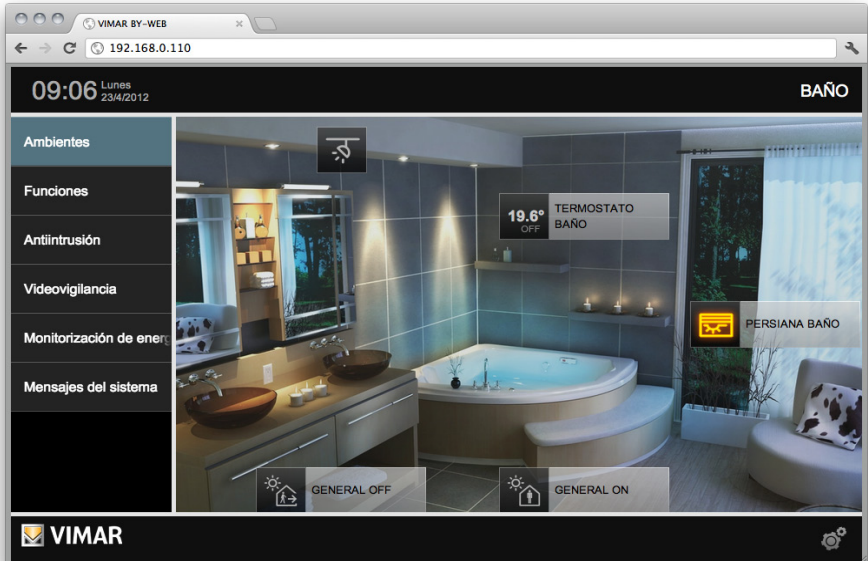 VIMAR BY-WEB
192.168.0.110
09:06 Lunes
23/4/2012
BAÑO
Ambientes
Funciones
Antiintrusión
Videovigilancia
Monitorización de energ
Mensajes del sistema
19.6°
OFF
TERMOSTATO
BAÑO
PERSIANA BAÑO
GENERAL OFF
GENERAL ON
VIMAR